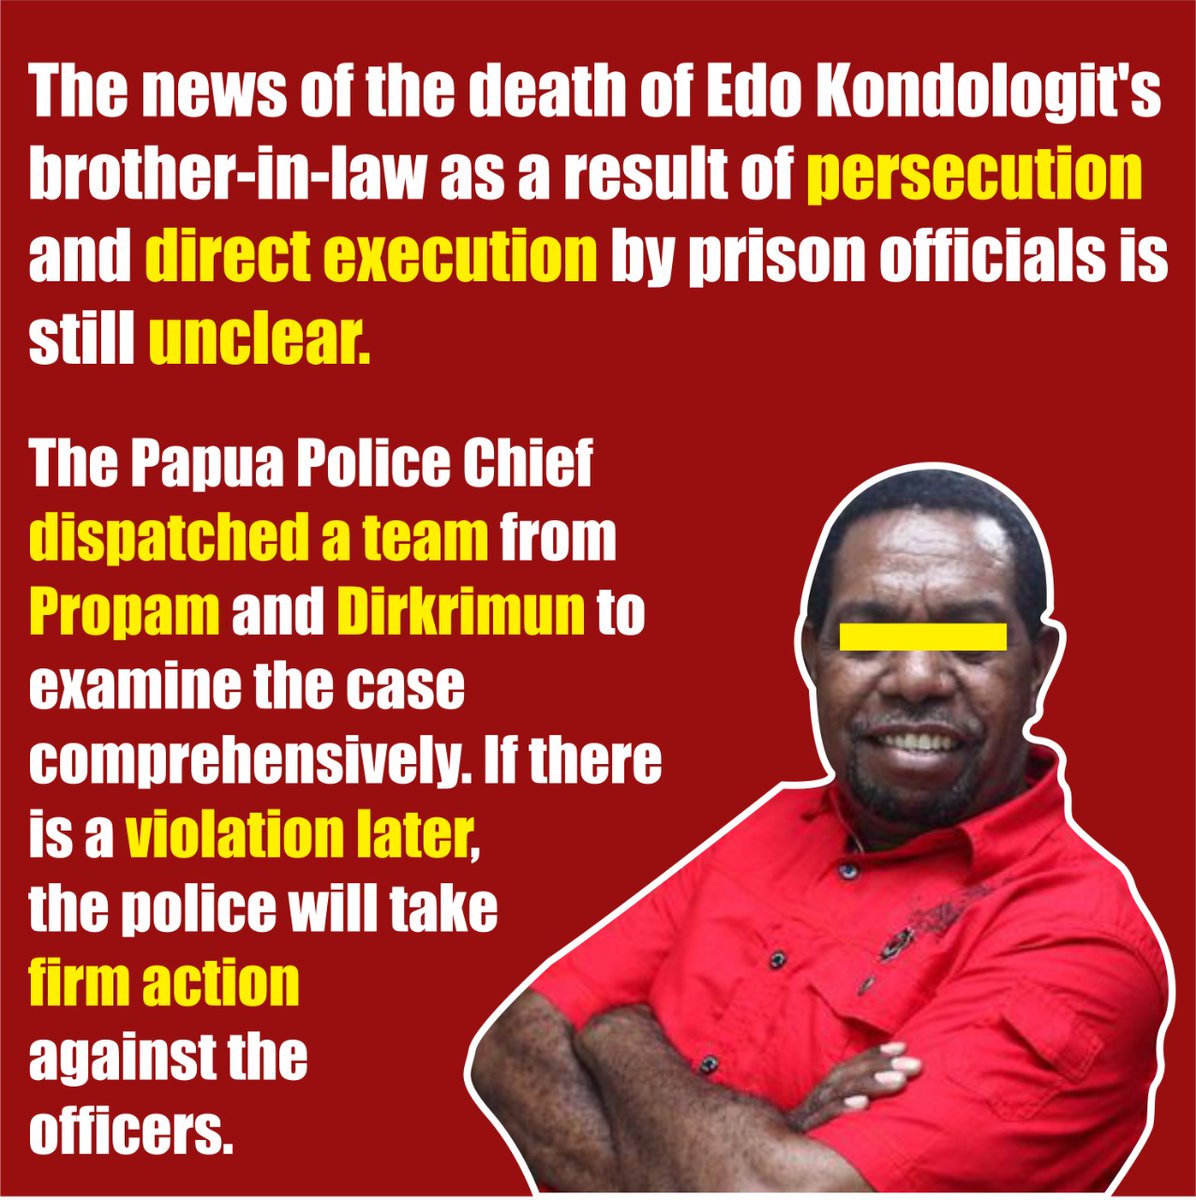 The news of the death of Edo Kondologit's
brother-in-law as a result of persecution
and direct execution by prison officials is
still unclear.
The Papua Police Chief
dispatched a team from
Propam and Dirkrimun to
examine the case
comprehensively. If there
is a violation later,
the police will take
firm action
against the
officers.